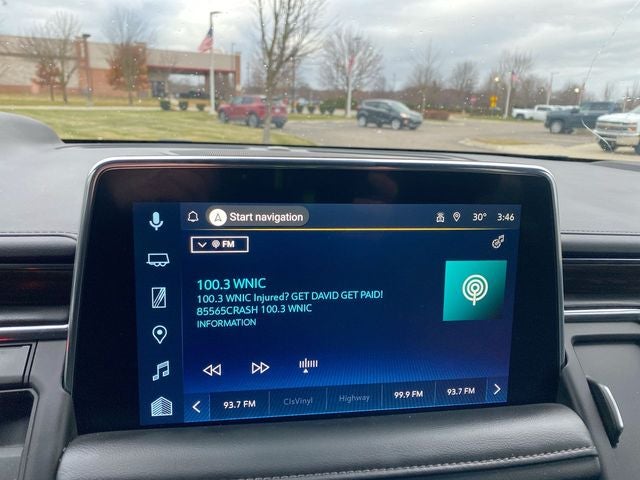 Start navigation
30° 3:46
FM
100.3 WNIC
100.3 WNIC Injured? GET DAVID GET PAID!
85565CRASH 100.3 WNIC
INFORMATION
93.7 FM ClsVinyl Highway 99.9 FM 93.7 FM